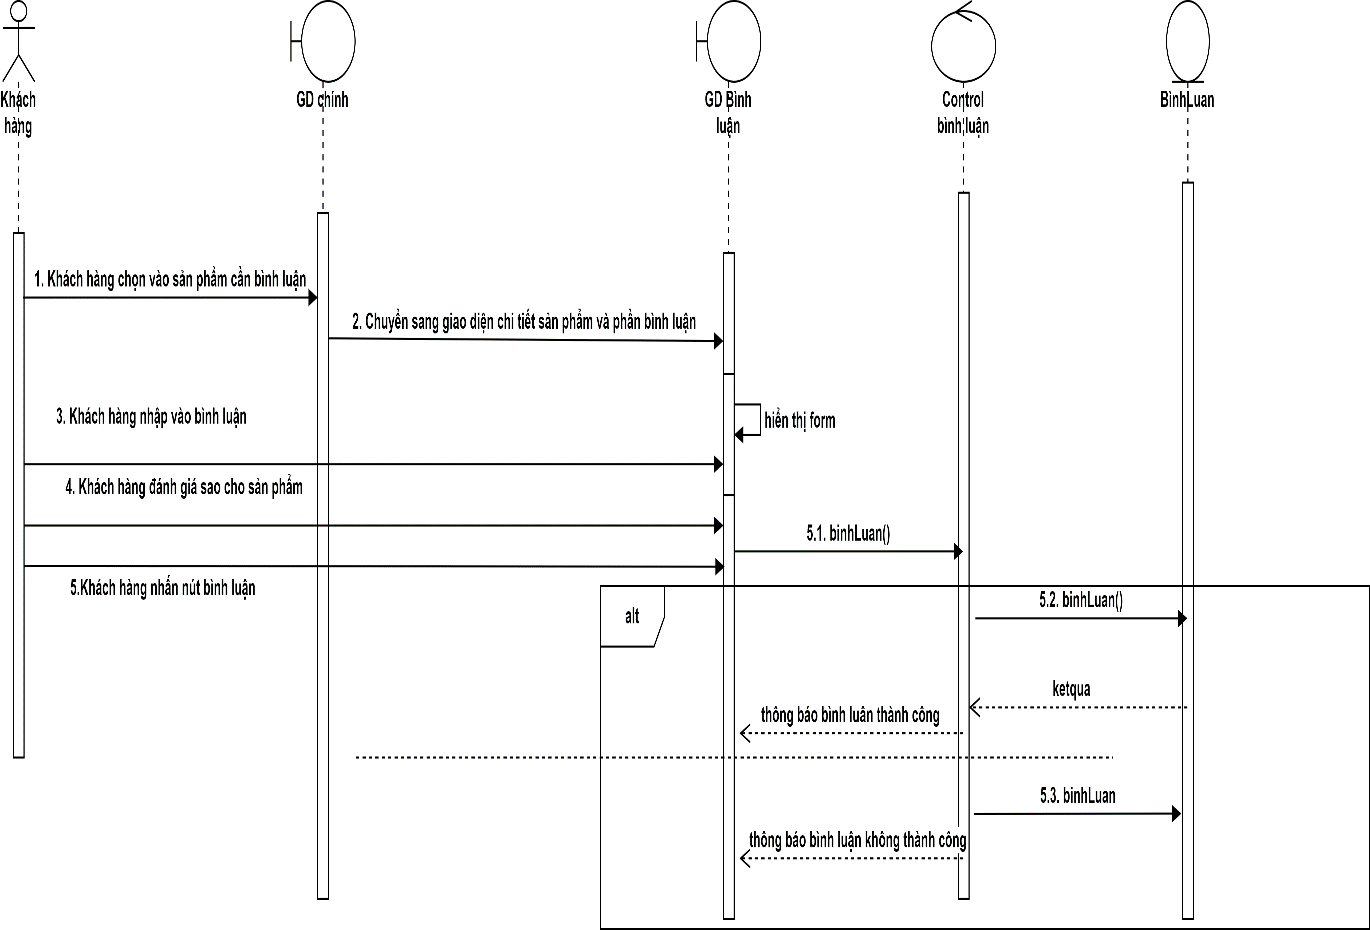 Khách
hàng
GD chính
GD Bình
luận
Control
bình luận
BìnhLuan
1. Khách hàng chọn vào sản phẩm cần bình luận
2. Chuyển sang giao diện chi tiết sản phẩm và phần bình luận
3. Khách hàng nhập vào bình luận
hiển thị form
4. Khách hàng đánh giá sao cho sản phẩm
5.1. binhLuan()
5.Khách hàng nhấn nút bình luận
alt
5.2. binhLuan()
ketqua
thông báo bình luân thành công
5.3. binhLuan
thông báo bình luận không thành công